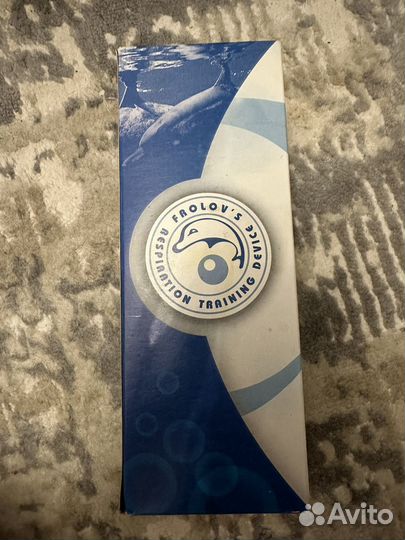 FROLOV'S
RESPIRATION TRAINING DEVICE
Avito